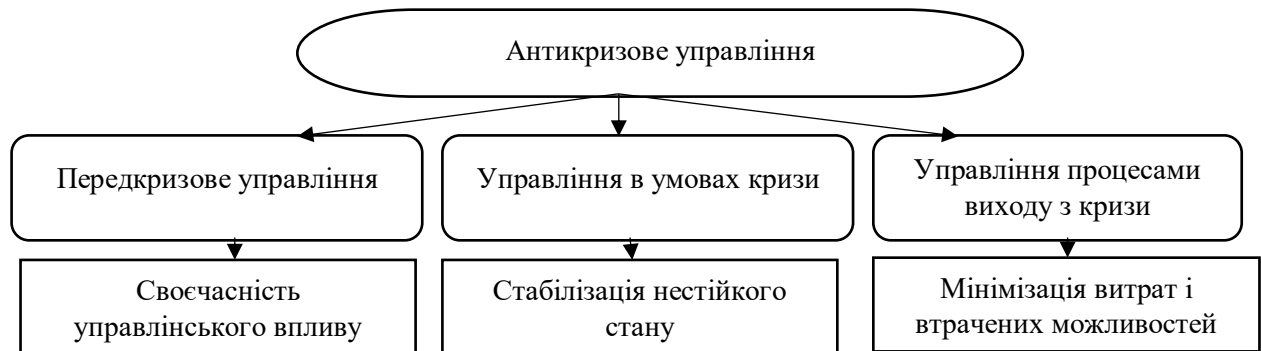 Антикризове управління
Передкризове управління
Управління в умовах кризи
Управління процесами
виходу з кризи
Своєчасність
управлінського впливу
Стабілізація нестійкого
стану
Мінімізація витрат і
втрачених можливостей